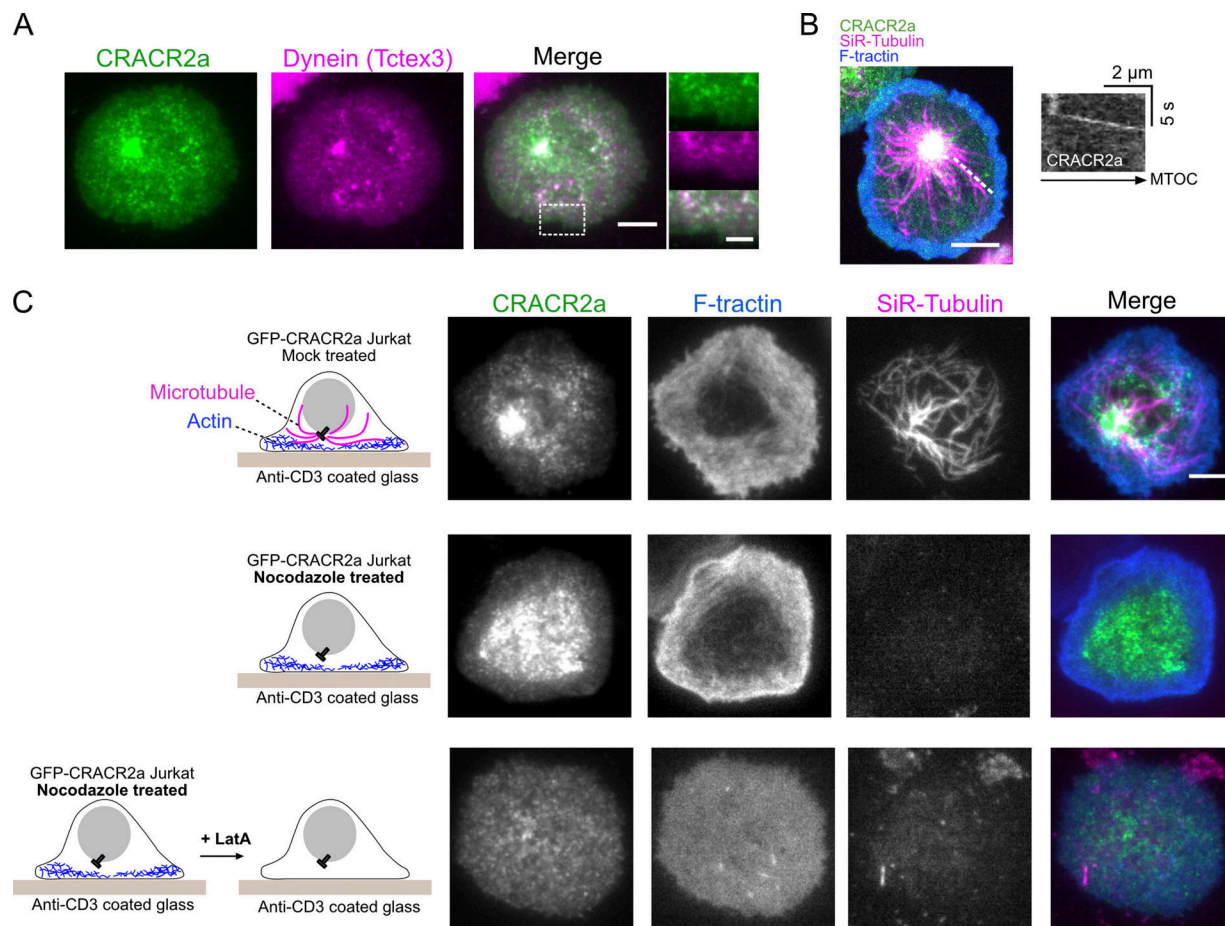 A
CRACR2a
Dynein (Tctex3)
Merge
B
CRACR2a
SiR-Tubulin
F-tractin
2 μm
5 s
CRACR2a
MTOC
C
CRACR2a
F-tractin
SiR-Tubulin
Merge
GFP-CRACR2a Jurkat
Mock treated
Microtubule
Actin
Anti-CD3 coated glass
GFP-CRACR2a Jurkat
Nocodazole treated
Anti-CD3 coated glass
GFP-CRACR2a Jurkat
Nocodazole treated
+ LatA
Anti-CD3 coated glass
Anti-CD3 coated glass